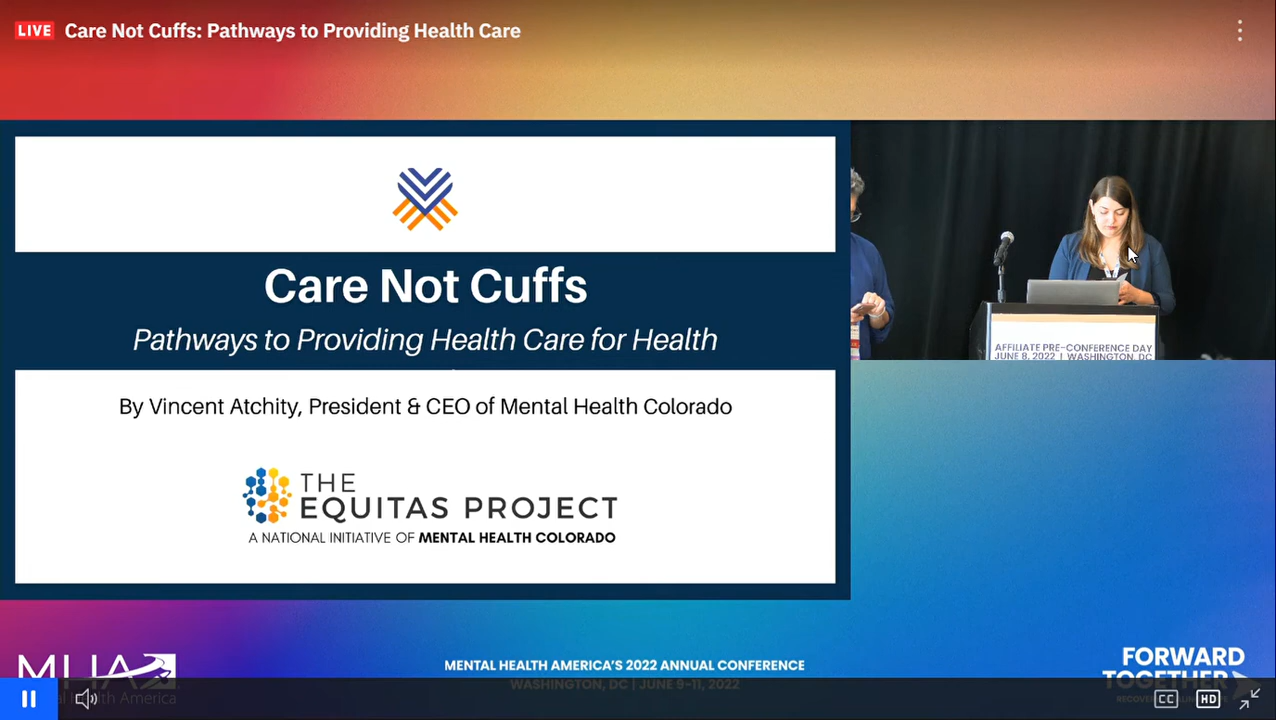 LIVE Care Not Cuffs: Pathways to Providing Health Care
Care Not Cuffs
Pathways to Providing Health Care for Health
By Vincent Atchity, President & CEO of Mental Health Colorado
THE
EQUITAS PROJECT
A NATIONAL INITIATIVE OF MENTAL HEALTH COLORADO
AFFILIATE PRE-CONFERENCE DAY
JUNE 8, 2022 | WASHINGTON, DC
MHA
Health America
MENTAL HEALTH AMERICA'S 2022 ANNUAL CONFERENCE
WASHINGTON, DC | JUNE 9-11, 2022
FORWARD
TOGETHER
CC
HD